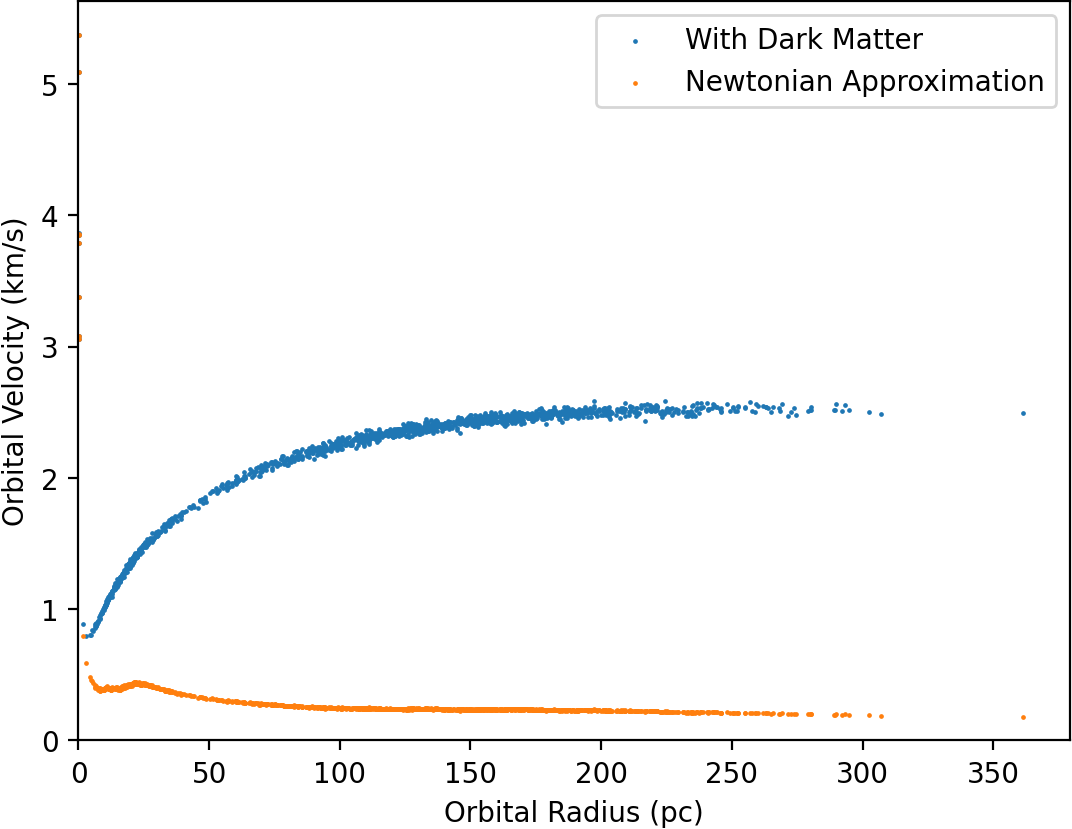 With Dark Matter
Newtonian Approximation
5
4
3
2
1
0
0 50 100 150 200 250 300 350
Orbital Velocity (km/s)
Orbital Radius (pc)